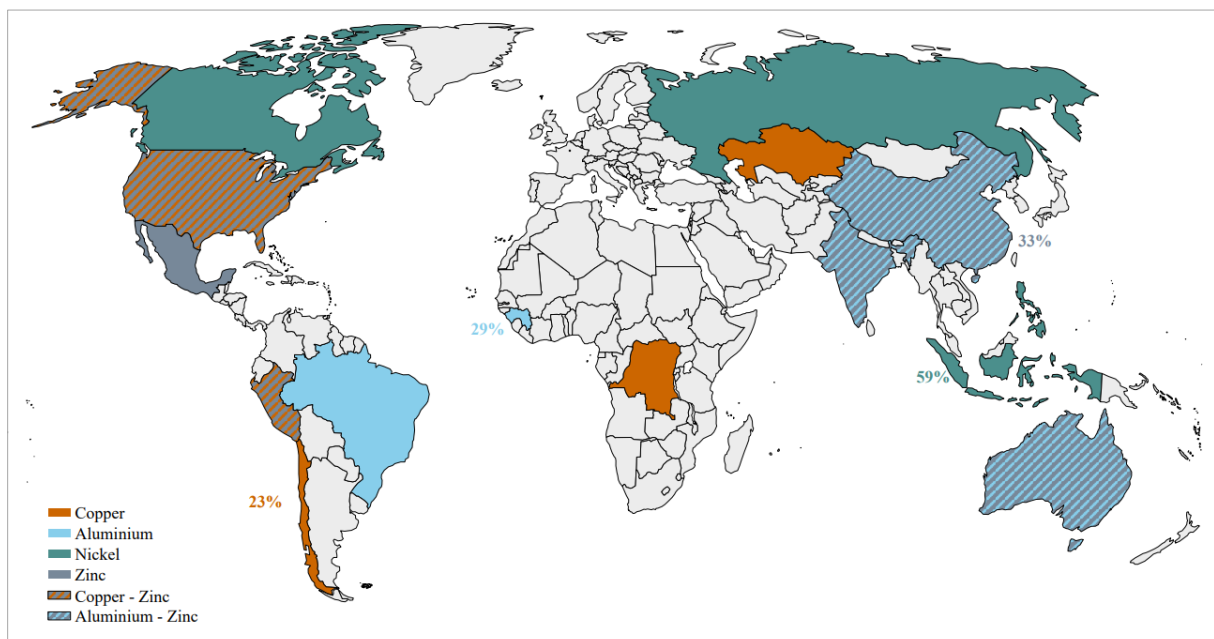 33%
29%
59%
23%
Copper
Aluminium
Nickel
Zinc
Copper - Zinc
Aluminium - Zinc